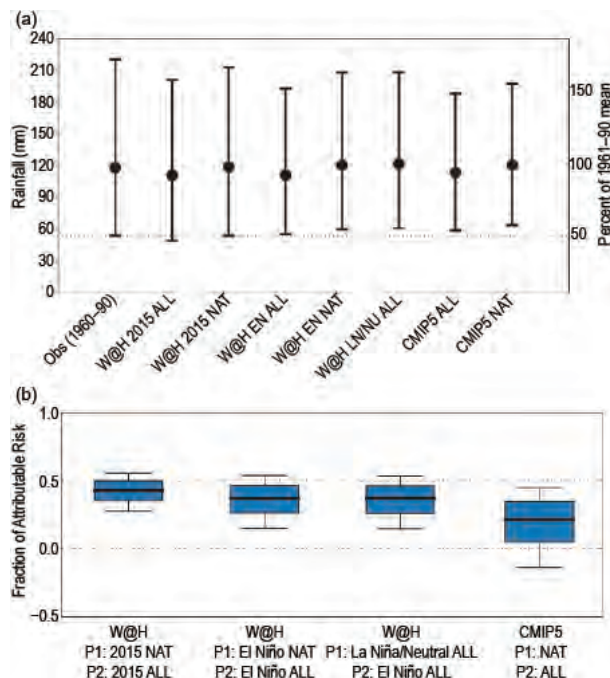 (a)
240
210
180
150
120
90
60
30
0
Rainfall (mm)
150
100
50
Percent of 1961–90 mean
Obs (1960–90)
W@H 2015 ALL
W@H 2015 NAT
W@H EN ALL
W@H EN NAT
W@H LN/NU ALL
CMIP5 ALL
CMIP5 NAT
(b)
1.0
0.5
0.0
−0.5
Fraction of Attributable Risk
W@H W@H W@H CMIP5
P1: 2015 NAT P1: El Niño NAT P1: La Niña/Neutral ALL P1: NAT
P2: 2015 ALL P2: El Niño ALL P2: El Niño ALL P2: ALL